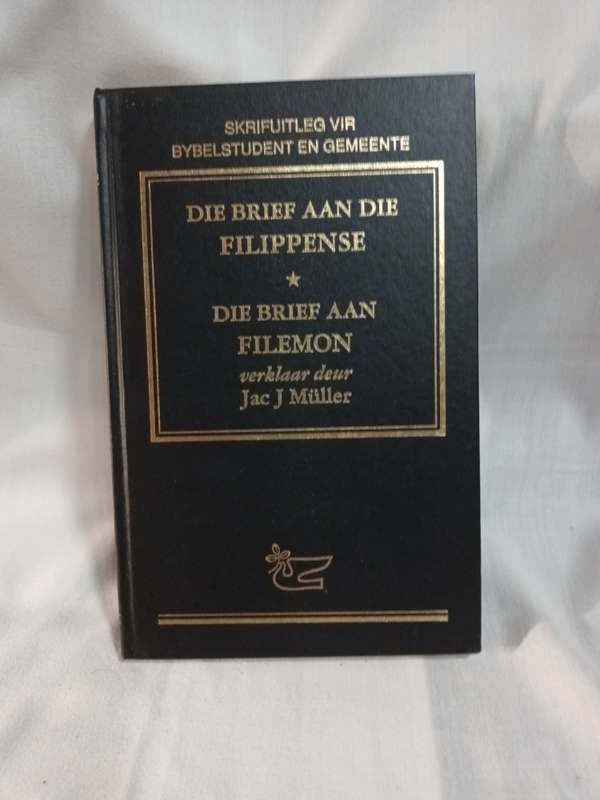 SKRIFUITLEG VIR
BYBELSTUDENT EN GEMEENTE
DIE BRIEF AAN DIE
FILIPPENSE
★
DIE BRIEF AAN
FILEMON
verklaar deur
Jac J Müller